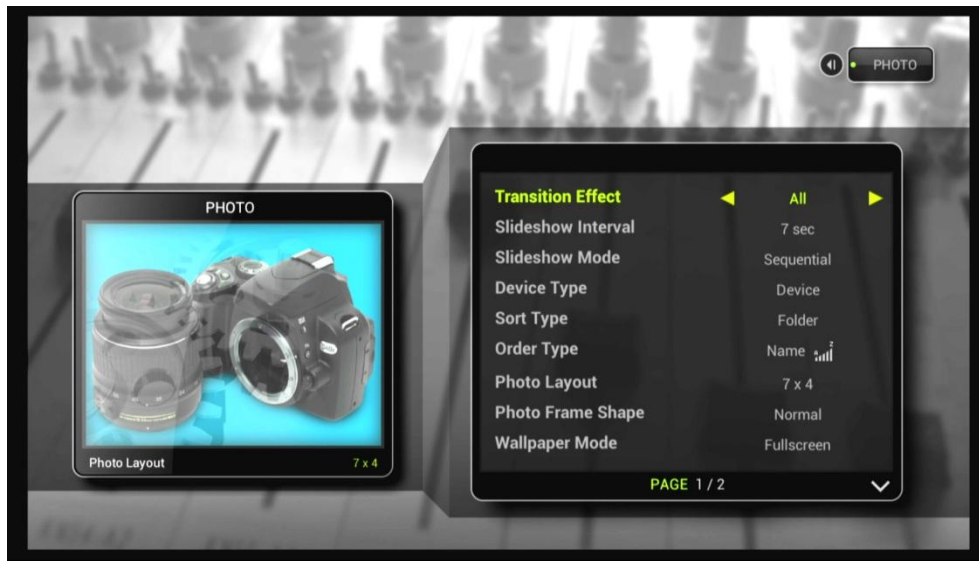 PHOTO
PHOTO
Photo Layout 7 x 4
Transition Effect All
Slideshow Interval 7 sec
Slideshow Mode Sequential
Device Type Device
Sort Type Folder
Order Type Name
Photo Layout 7 x 4
Photo Frame Shape Normal
Wallpaper Mode Fullscreen
PAGE 1 / 2